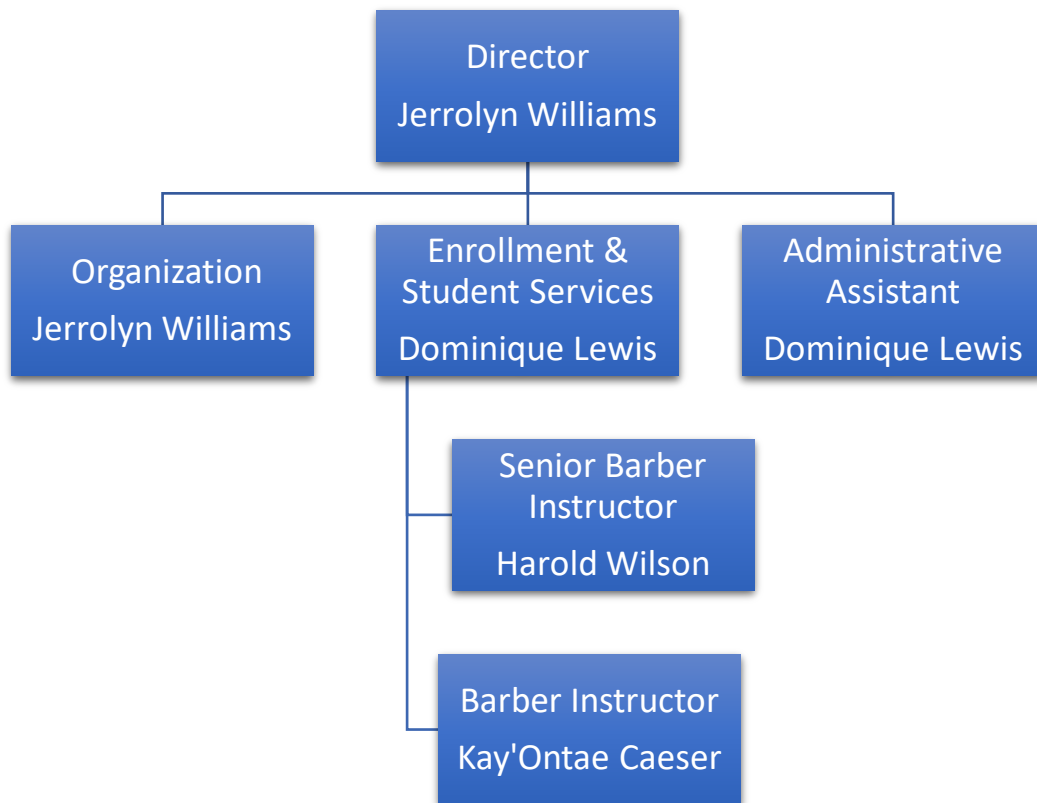 Director
Jerrolyn Williams
Organization
Jerrolyn Williams
Enrollment &
Student Services
Dominique Lewis
Administrative
Assistant
Dominique Lewis
Senior Barber
Instructor
Harold Wilson
Barber Instructor
Kay'Ontae Caeser